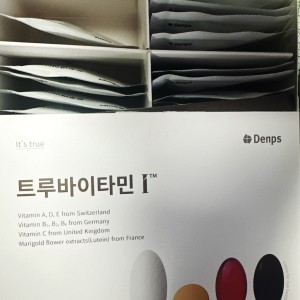 It's true
Denps
트루바이타민 I™
Vitamin A, D, E from Switzerland
Vitamin B₁, B₂, B₆ from Germany
Vitamin C from United Kingdom
Marigold flower extracts(Lutein) from France